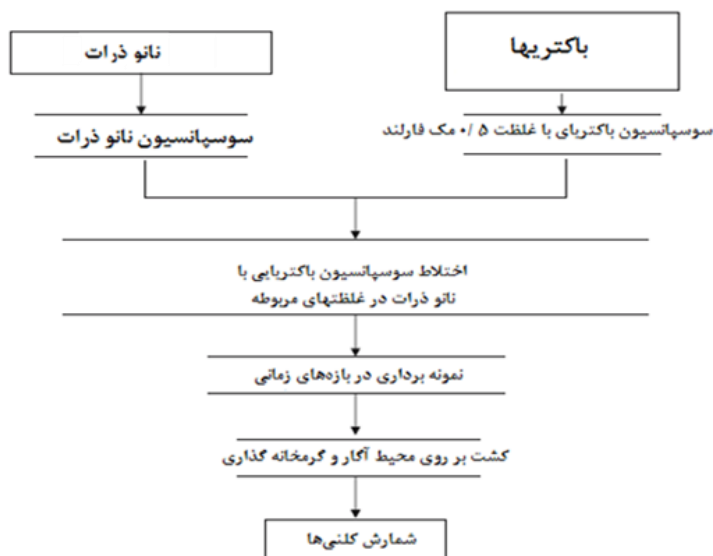 باکتریها
نانو ذرات
سوسپانسیون باکتریای با غلظت ۰/۵ مک فارلند
سوسپانسیون نانو ذرات
اختلاط سوسپانسیون باکتریایی با
نانو ذرات در غلظتهای مربوطه
نمونه برداری در بازه‌های زمانی
کشت بر روی محیط آگار و گرمخانه گذاری
شمارش کلنی‌ها